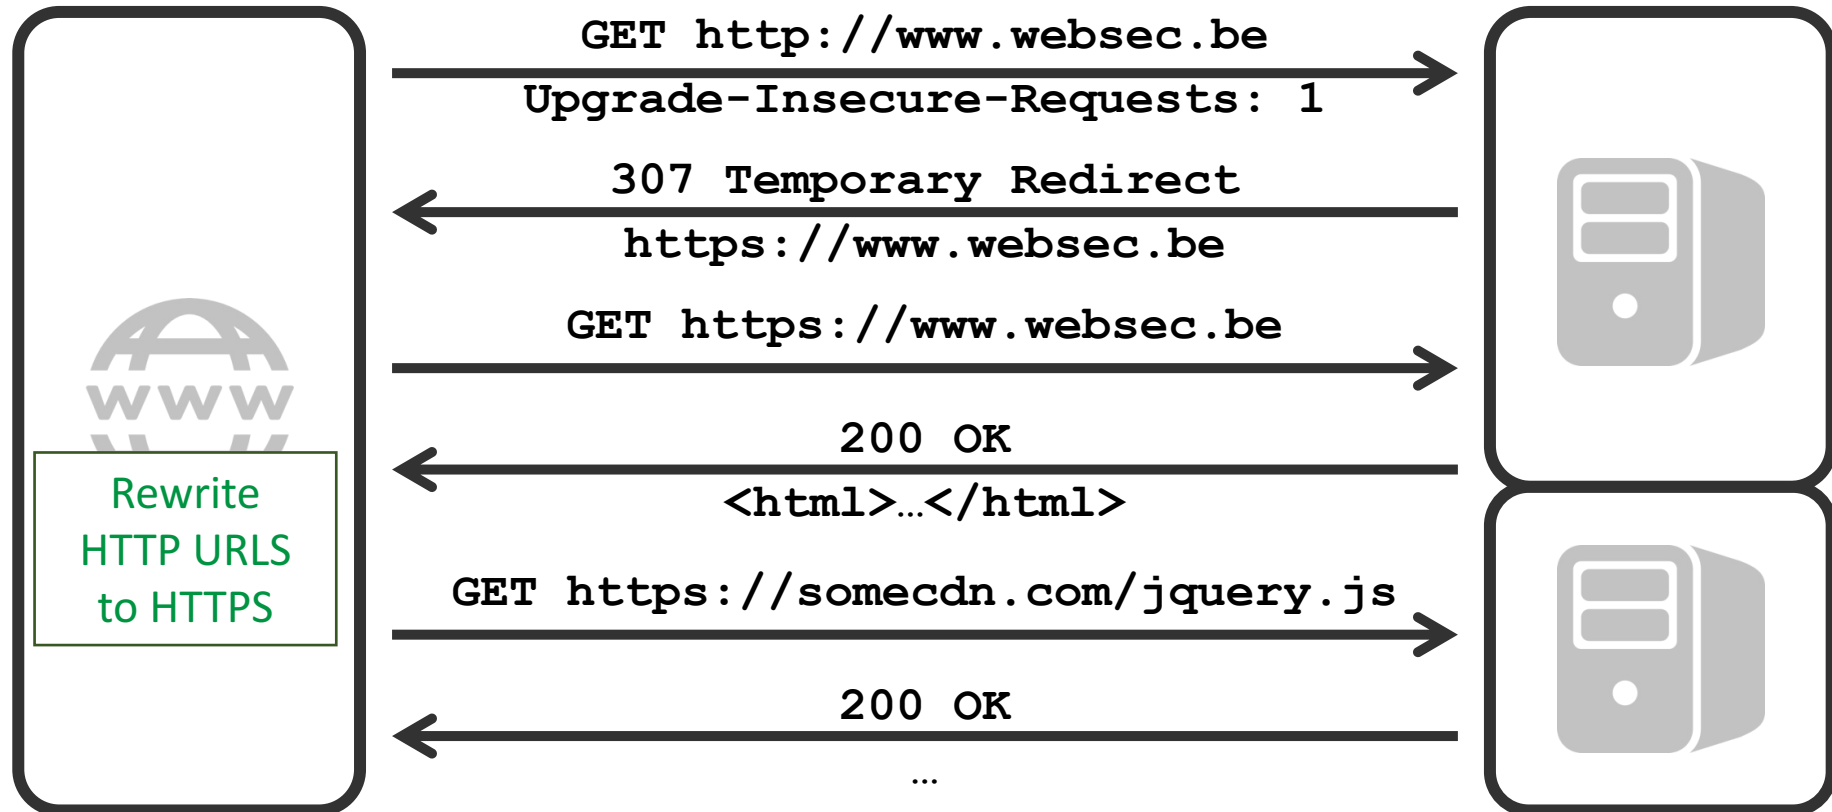 GET http://www.websec.be
Upgrade-Insecure-Requests: 1
307 Temporary Redirect
https://www.websec.be
GET https://www.websec.be
200 OK
<html>…</html>
WWW
Rewrite
HTTP URLS
to HTTPS
GET https://somecdn.com/jquery.js
200 OK
…